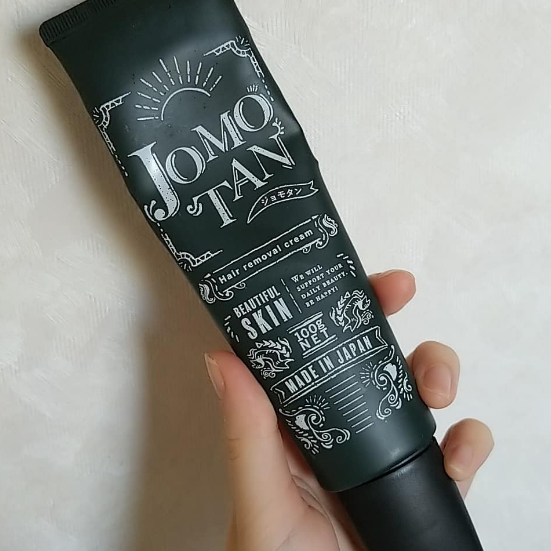 JOMO
TAN
ジョモタン
Hair removal cream
BEAUTIFUL
SKIN
WE WILL
SUPPORT YOUR
DAILY BEAUTY.
BE HAPPY!
100g
NET
MADE IN JAPAN